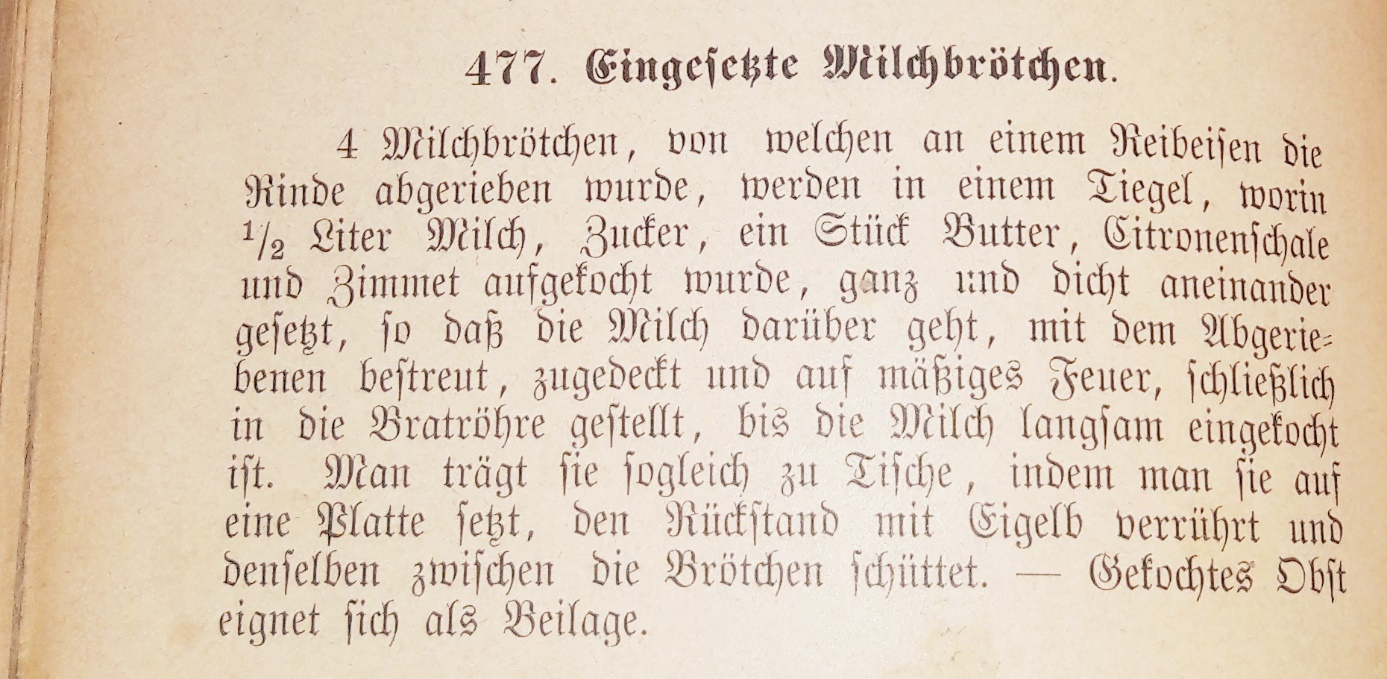 477. Eingesetzte Milchbrötchen.
4 Milchbrötchen, von welchen an einem Reibeisen die
Rinde abgerieben wurde, werden in einem Tiegel, worin
1/2 Liter Milch, Zucker, ein Stück Butter, Citronenschale
und Zimmet aufgekocht wurde, ganz und dicht aneinander
gesetzt, so daß die Milch darüber geht, mit dem Abgerie-
benen bestreut, zugedeckt und auf mäßiges Feuer, schließlich
in die Bratröhre gestellt, bis die Milch langsam eingekocht
ist. Man trägt sie sogleich zu Tische, indem man sie auf
eine Platte setzt, den Rückstand mit Eigelb verrührt und
denselben zwischen die Brötchen schüttet. — Gekochtes Obst
eignet sich als Beilage.